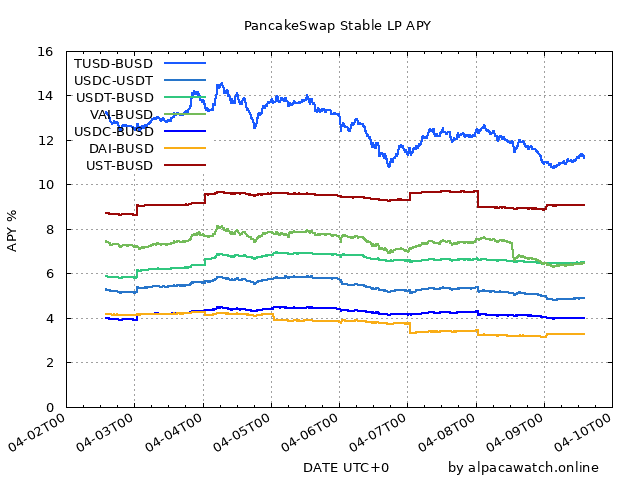 PancakeSwap Stable LP APY
16
14
12
10
8
6
4
2
0
APY %
TUSD-BUSD
USDC-USDT
USDT-BUSD
VAI-BUSD
USDC-BUSD
DAI-BUSD
UST-BUSD
04-02T00
04-03T00
04-04T00
04-05T00
04-06T00
04-07T00
04-08T00
04-09T00
04-10T00
DATE UTC+0
by alpacawatch.online